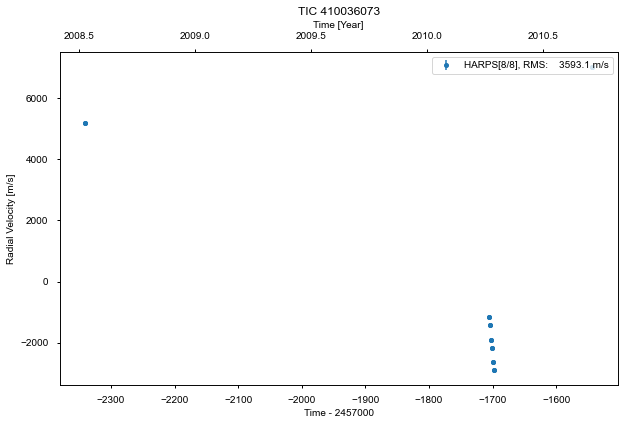 TIC 410036073
Time [Year]
2008.5 2009.0 2009.5 2010.0 2010.5
HARPS[8/8], RMS: 3593.1 m/s
6000
4000
2000
0
−2000
Radial Velocity [m/s]
−2300 −2200 −2100 −2000 −1900 −1800 −1700 −1600
Time - 2457000